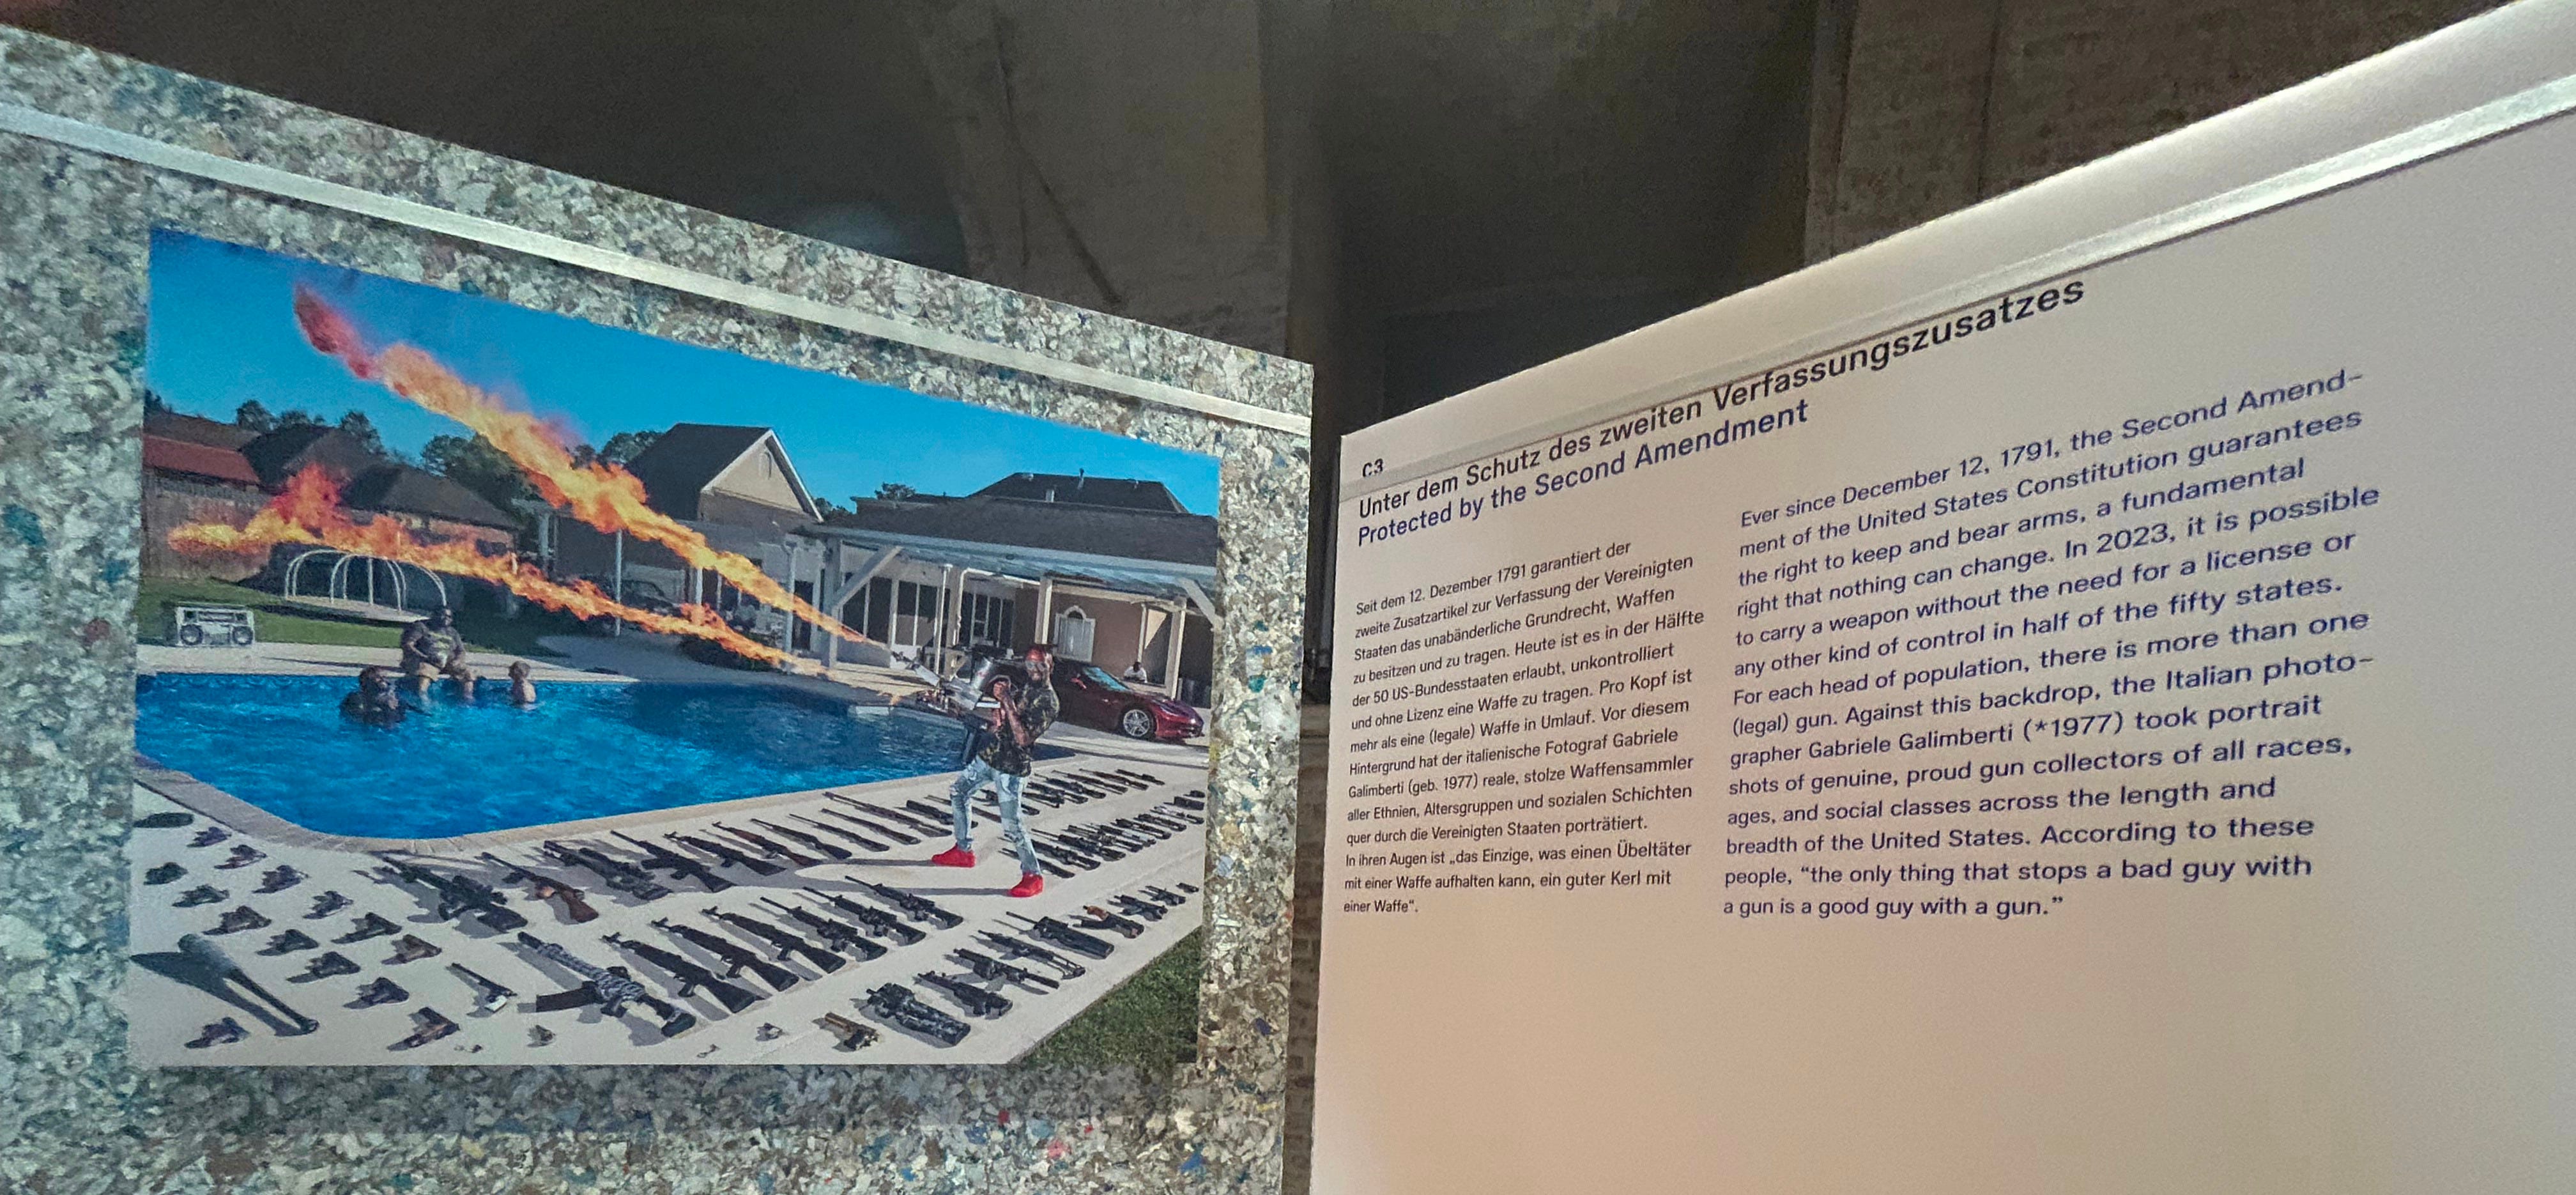 C.3
Unter dem Schutz des zweiten Verfassungszusatzes
Protected by the Second Amendment
Seit dem 12. Dezember 1791 garantiert der
zweite Zusatzartikel zur Verfassung der Vereinigten
Staaten das unabänderliche Grundrecht, Waffen
zu besitzen und zu tragen. Heute ist es in der Hälfte
der 50 US-Bundesstaaten erlaubt, unkontrolliert
und ohne Lizenz eine Waffe zu tragen. Pro Kopf ist
mehr als eine (legale) Waffe in Umlauf. Vor diesem
Hintergrund hat der italienische Fotograf Gabriele
Galimberti (geb. 1977) reale, stolze Waffensammler
aller Ethnien, Altersgruppen und sozialen Schichten
quer durch die Vereinigten Staaten porträtiert.
In ihren Augen ist „das Einzige, was einen Übeltäter
mit einer Waffe aufhalten kann, ein guter Kerl mit
einer Waffe“.
Ever since December 12, 1791, the Second Amend-
ment of the United States Constitution guarantees
the right to keep and bear arms, a fundamental
right that nothing can change. In 2023, it is possible
to carry a weapon without the need for a license or
any other kind of control in half of the fifty states.
For each head of population, there is more than one
(legal) gun. Against this backdrop, the Italian photo-
grapher Gabriele Galimberti (*1977) took portrait
shots of genuine, proud gun collectors of all races,
ages, and social classes across the length and
breadth of the United States. According to these
people, “the only thing that stops a bad guy with
a gun is a good guy with a gun.”